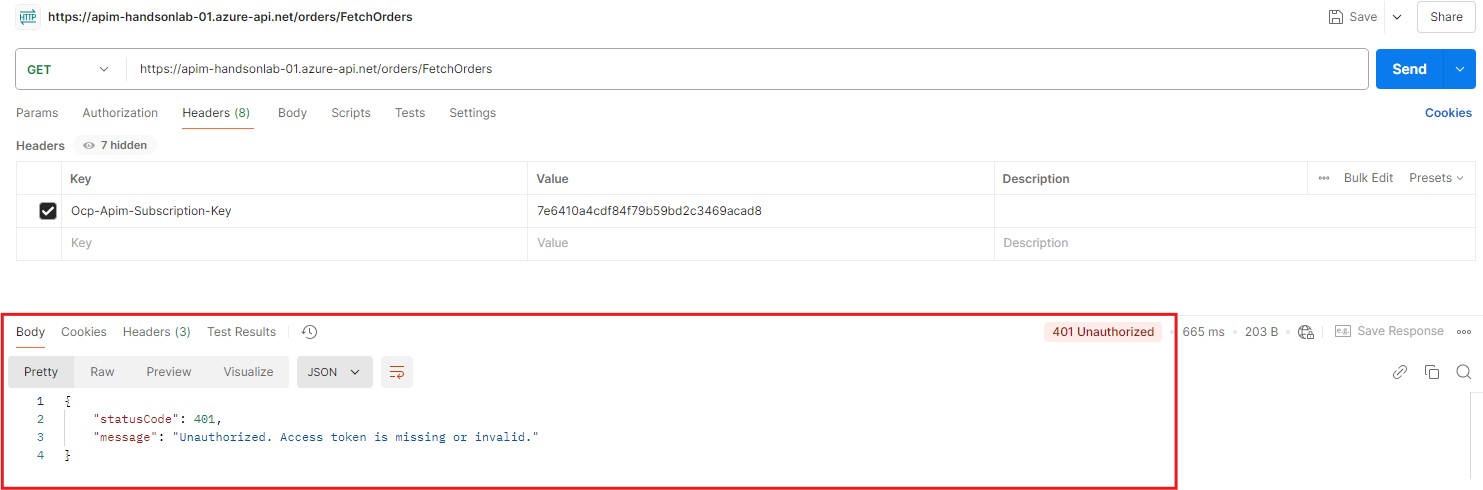 HTTP https://apim-handsonlab-01.azure-api.net/orders/FetchOrders Save Share
GET https://apim-handsonlab-01.azure-api.net/orders/FetchOrders Send
Params Authorization Headers (8) Body Scripts Tests Settings Cookies
Headers 7 hidden
Key Value Description Bulk Edit Presets
Ocp-Apim-Subscription-Key 7e6410a4cdf84f79b59bd2c3469acad8
Key Value Description
Body Cookies Headers (3) Test Results 401 Unauthorized 665 ms 203 B e.g. Save Response
Pretty Raw Preview Visualize JSON
1 {
2 "statusCode": 401,
3 "message": "Unauthorized. Access token is missing or invalid."
4 }